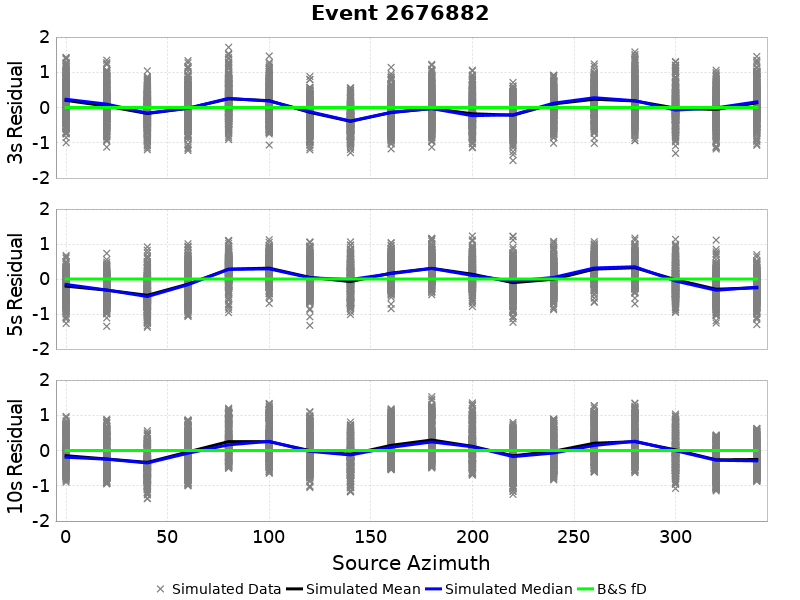 Event 2676882
3s Residual
2
1
0
-1
-2
5s Residual
2
1
0
-1
-2
10s Residual
2
1
0
-1
-2
0 50 100 150 200 250 300
Source Azimuth
Simulated Data Simulated Mean Simulated Median B&S fD